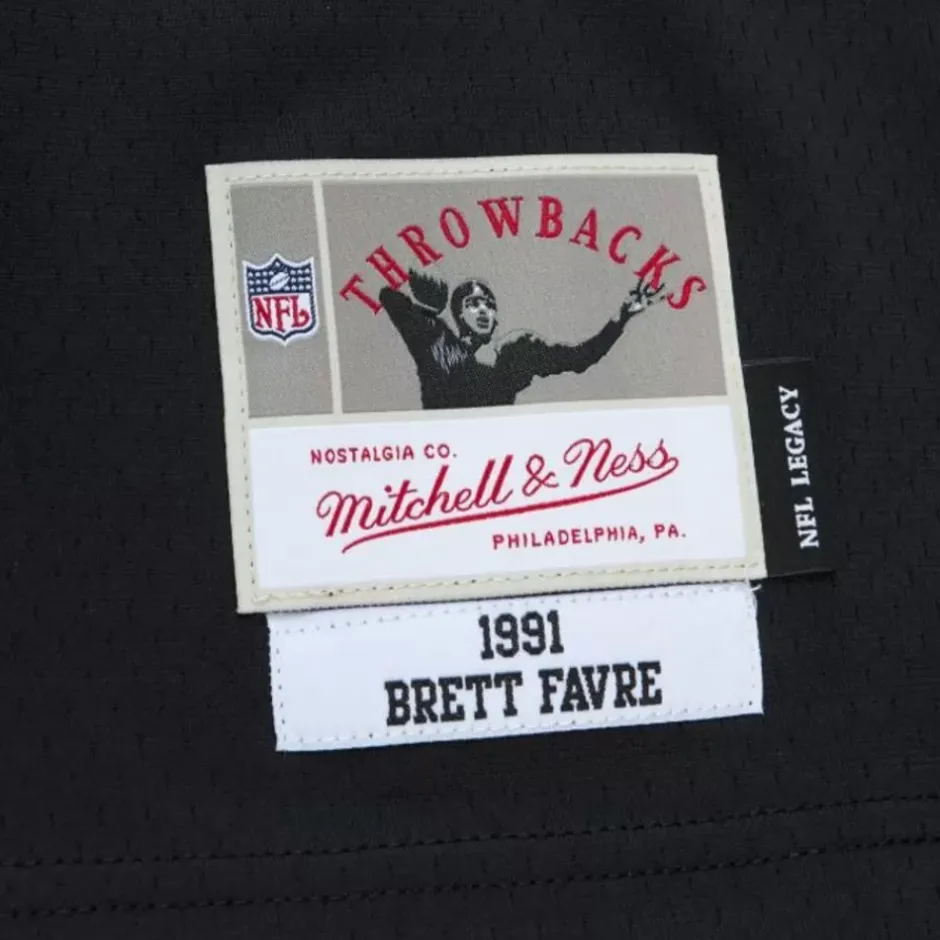 THROWBACKS
NFL
NOSTALGIA CO.
Mitchell & Ness
PHILADELPHIA, PA.
NFL LEGACY
1991
BRETT FAVRE